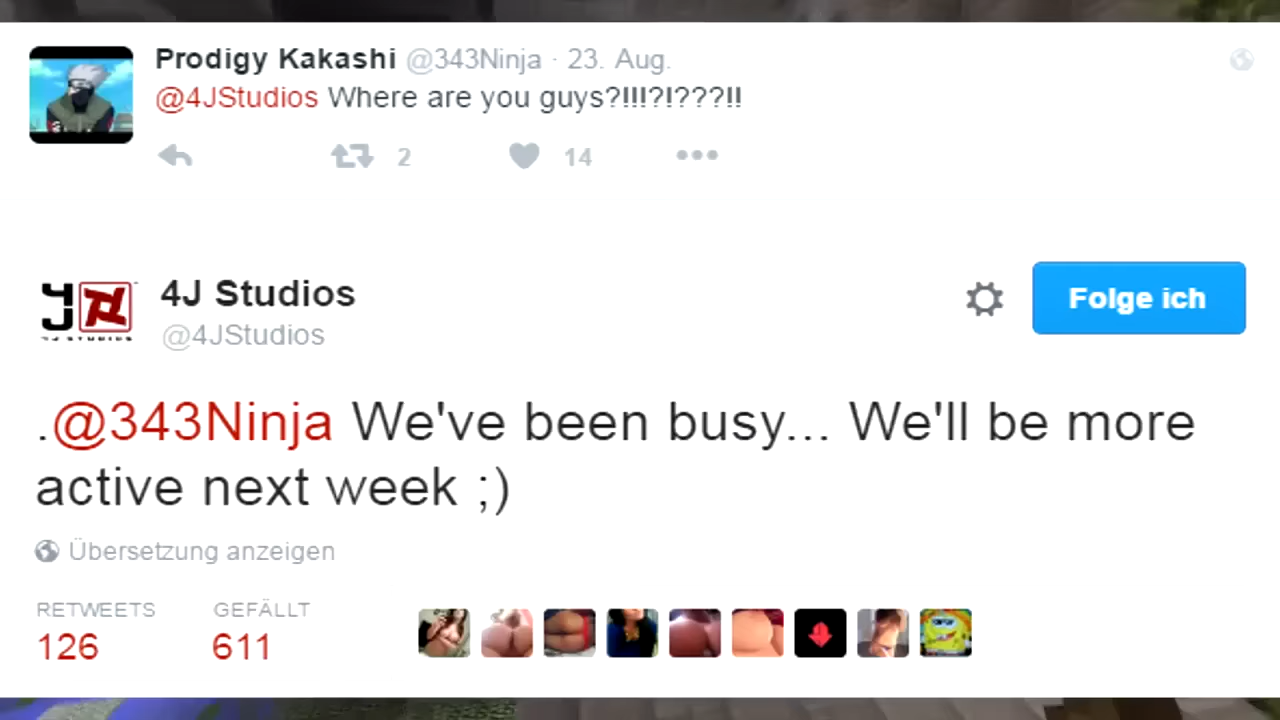 Prodigy Kakashi @343Ninja · 23. Aug.
@4JStudios Where are you guys?!!!?!???!!
2 14
4J Studios
@4JStudios
Folge ich
.@343Ninja We've been busy... We'll be more
active next week ;)
Übersetzung anzeigen
RETWEETS GEFÄLLT
126 611